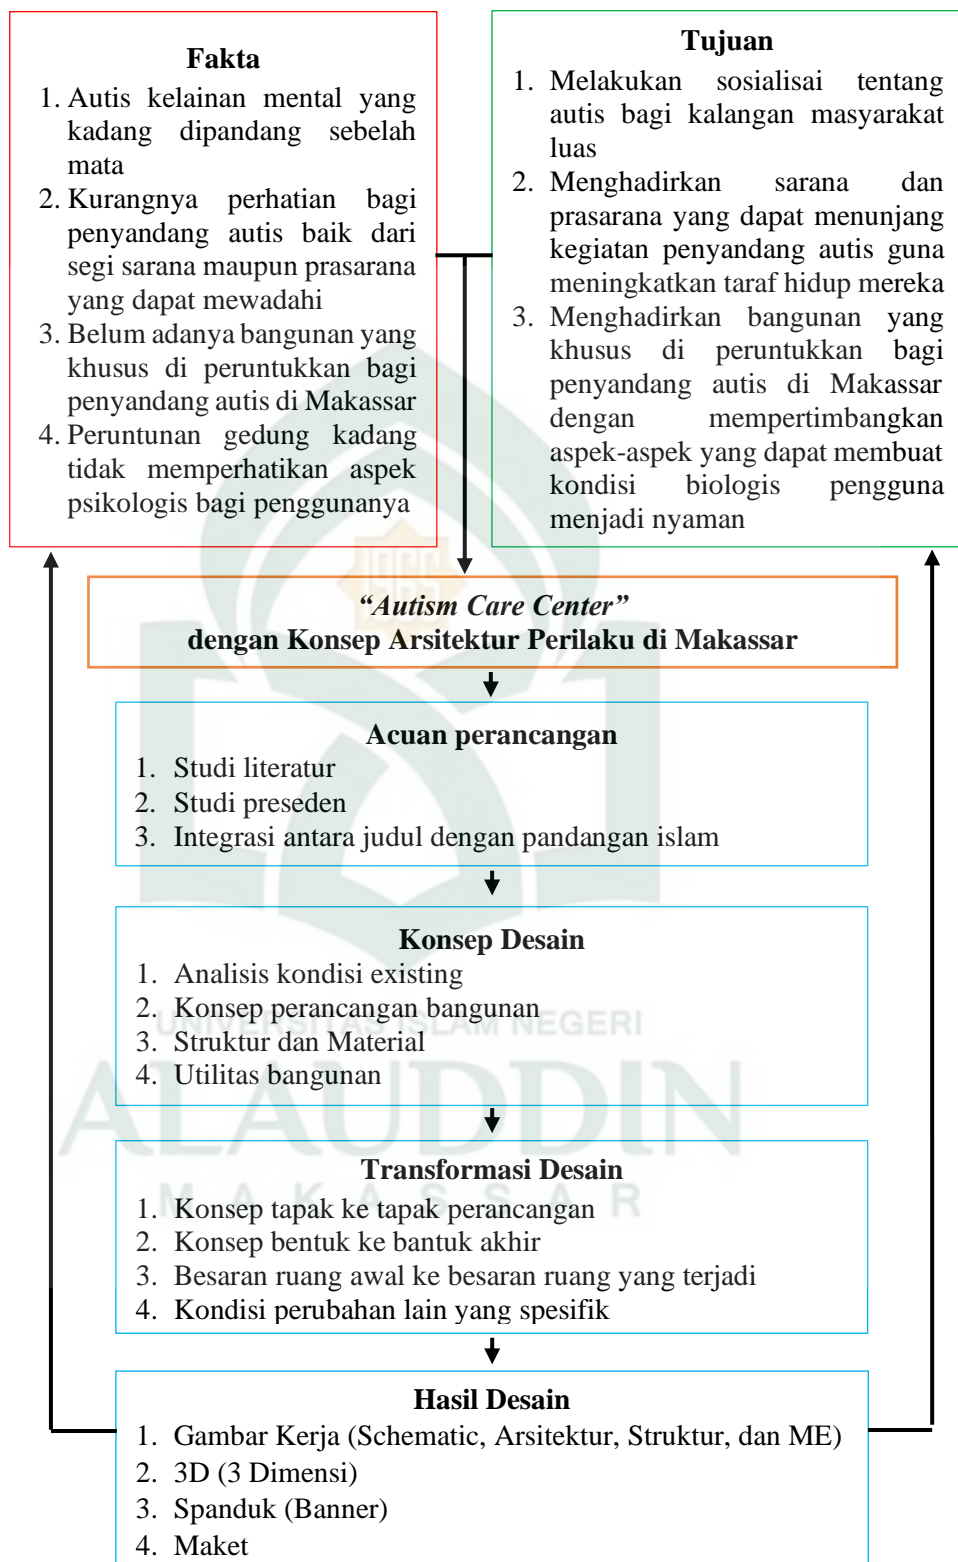 Fakta
1. Autis kelainan mental yang
kadang dipandang sebelah
mata
2. Kurangnya perhatian bagi
penyandang autis baik dari
segi sarana maupun prasarana
yang dapat mewadahi
3. Belum adanya bangunan yang
khusus di peruntukkan bagi
penyandang autis di Makassar
4. Peruntunan gedung kadang
tidak memperhatikan aspek
psikologis bagi penggunanya
Tujuan
1. Melakukan sosialisai tentang
autis bagi kalangan masyarakat
luas
2. Menghadirkan sarana dan
prasarana yang dapat menunjang
kegiatan penyandang autis guna
meningkatkan taraf hidup mereka
3. Menghadirkan bangunan yang
khusus di peruntukkan bagi
penyandang autis di Makassar
dengan mempertimbangkan
aspek-aspek yang dapat membuat
kondisi biologis pengguna
menjadi nyaman
“Autism Care Center”
dengan Konsep Arsitektur Perilaku di Makassar
Acuan perancangan
1. Studi literatur
2. Studi preseden
3. Integrasi antara judul dengan pandangan islam
Konsep Desain
1. Analisis kondisi existing
2. Konsep perancangan bangunan
UNIVERSITAS ISLAM NEGERI
3. Struktur dan Material
4. Utilitas bangunan
ALAUDDIN
Transformasi Desain
MAKASSAR
1. Konsep tapak ke tapak perancangan
2. Konsep bentuk ke bantuk akhir
3. Besaran ruang awal ke besaran ruang yang terjadi
4. Kondisi perubahan lain yang spesifik
Hasil Desain
1. Gambar Kerja (Schematic, Arsitektur, Struktur, dan ME)
2. 3D (3 Dimensi)
3. Spanduk (Banner)
4. Maket